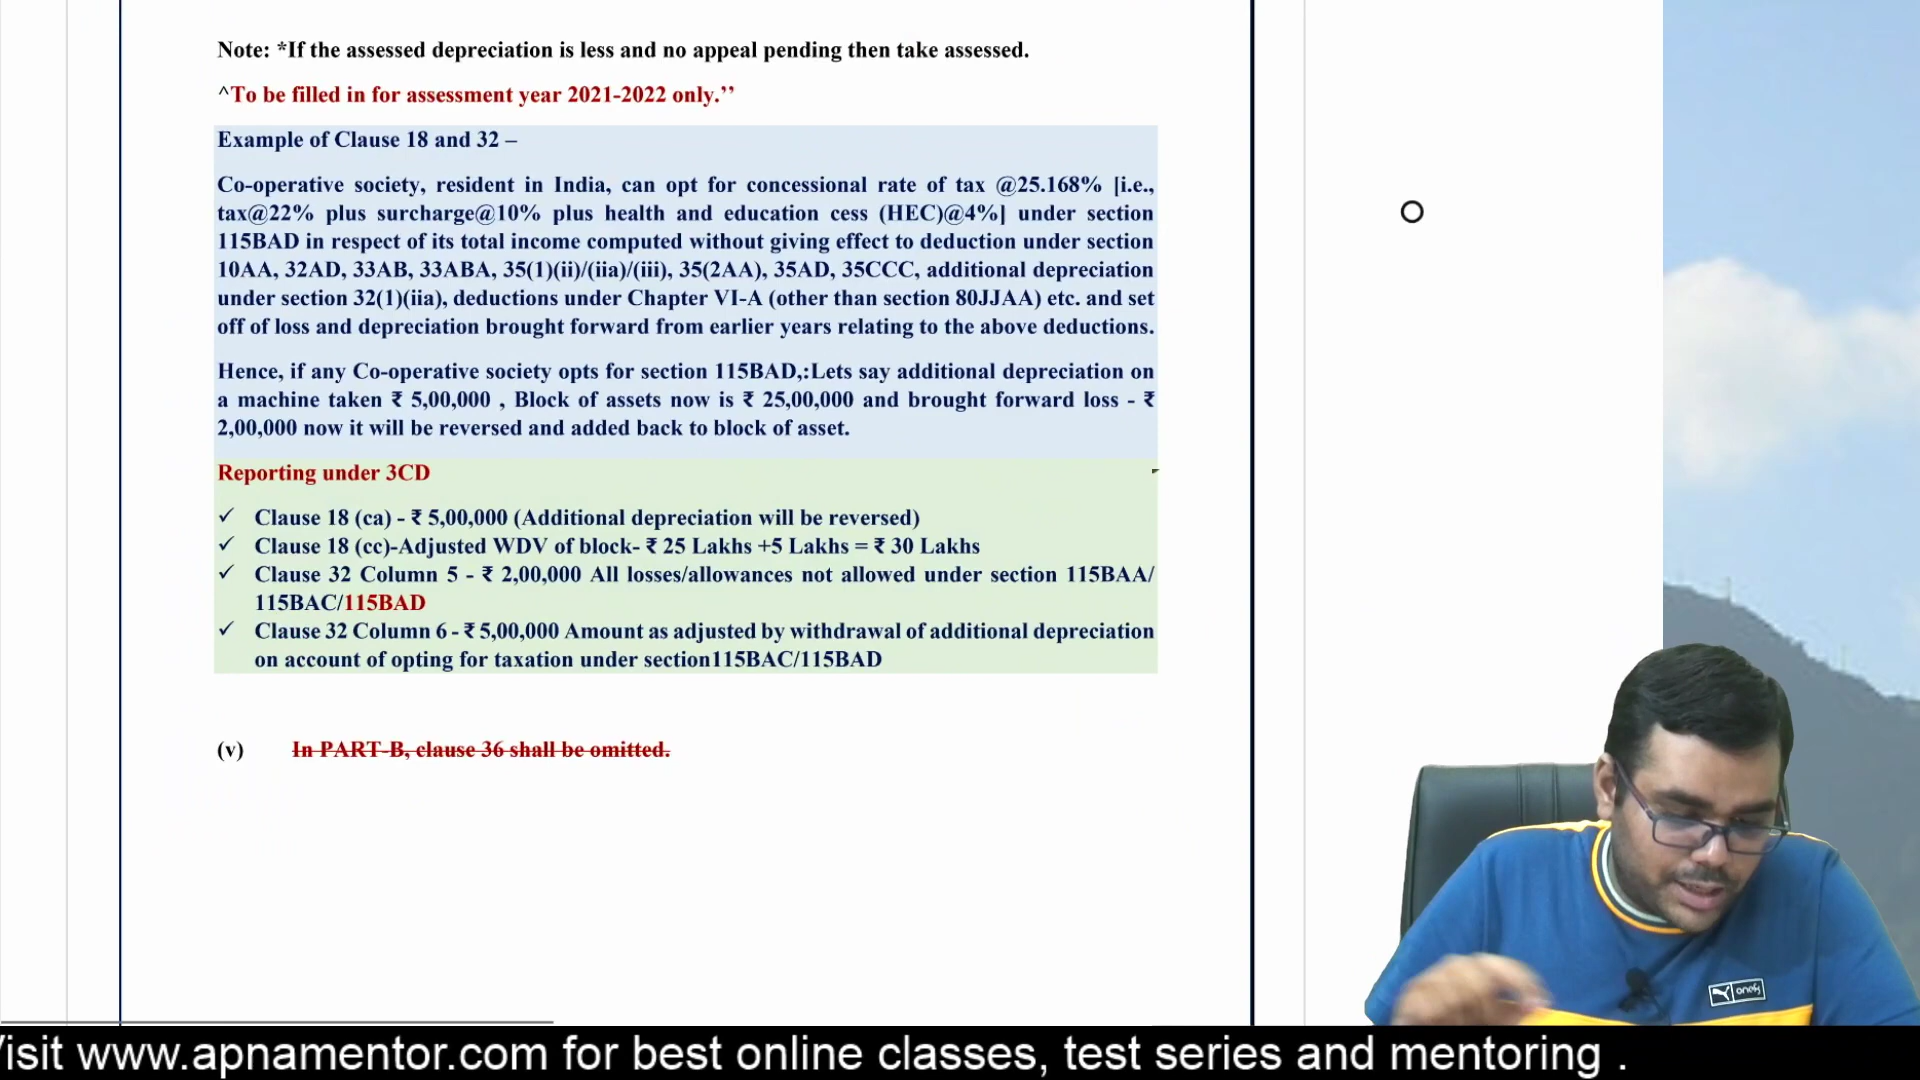 Note: *If the assessed depreciation is less and no appeal pending then take assessed.
^To be filled in for assessment year 2021-2022 only.’’
Example of Clause 18 and 32 –
Co-operative society, resident in India, can opt for concessional rate of tax @25.168% [i.e.,
tax@22% plus surcharge@10% plus health and education cess (HEC)@4%] under section
115BAD in respect of its total income computed without giving effect to deduction under section
10AA, 32AD, 33AB, 33ABA, 35(1)(ii)/(iia)/(iii), 35(2AA), 35AD, 35CCC, additional depreciation
under section 32(1)(iia), deductions under Chapter VI-A (other than section 80JJAA) etc. and set
off of loss and depreciation brought forward from earlier years relating to the above deductions.
Hence, if any Co-operative society opts for section 115BAD,:Lets say additional depreciation on
a machine taken ₹ 5,00,000 , Block of assets now is ₹ 25,00,000 and brought forward loss - ₹
2,00,000 now it will be reversed and added back to block of asset.
Reporting under 3CD
✓ Clause 18 (ca) - ₹ 5,00,000 (Additional depreciation will be reversed)
✓ Clause 18 (cc)-Adjusted WDV of block- ₹ 25 Lakhs +5 Lakhs = ₹ 30 Lakhs
✓ Clause 32 Column 5 - ₹ 2,00,000 All losses/allowances not allowed under section 115BAA/
115BAC/115BAD
✓ Clause 32 Column 6 - ₹ 5,00,000 Amount as adjusted by withdrawal of additional depreciation
on account of opting for taxation under section115BAC/115BAD
(v) In PART-B, clause 36 shall be omitted.
one8
isit www.apnamentor.com for best online classes, test series and mentoring .